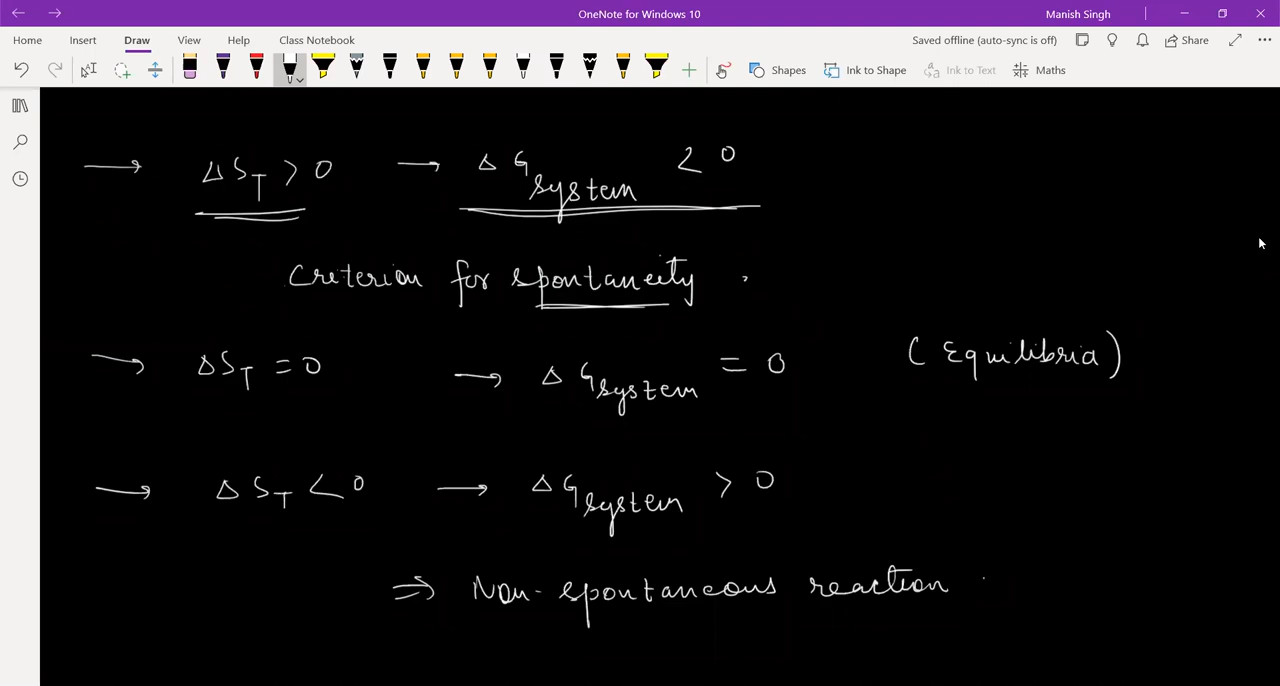 OneNote for Windows 10
Manish Singh
Home Insert Draw View Help Class Notebook
Saved offline (auto-sync is off) Share
Shapes Ink to Shape Ink to Text Maths
→ ΔS_T > 0 → ΔG_system < 0
Criterion for spontaneity .
→ ΔS_T = 0 → ΔG_system = 0 (Equilibria)
→ ΔS_T < 0 → ΔG_system > 0
⇒ Non-spontaneous reaction .